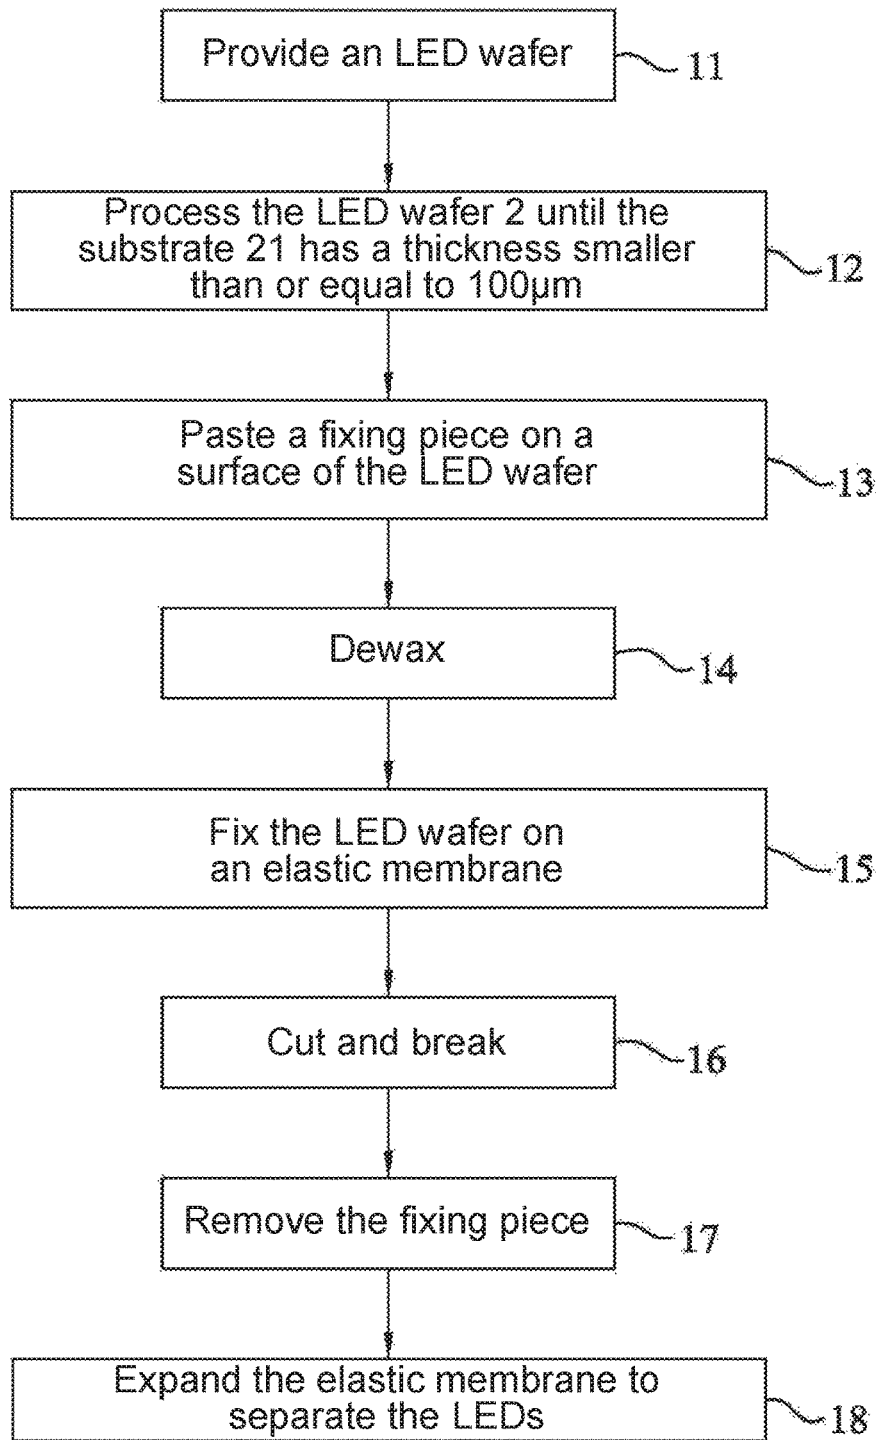 Provide an LED wafer
11
Process the LED wafer 2 until the
substrate 21 has a thickness smaller
than or equal to 100µm
12
Paste a fixing piece on a
surface of the LED wafer
13
Dewax
14
Fix the LED wafer on
an elastic membrane
15
Cut and break
16
Remove the fixing piece
17
Expand the elastic membrane to
separate the LEDs
18